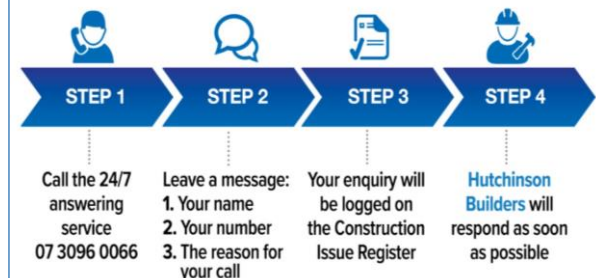 STEP 1
STEP 2
STEP 3
STEP 4
Call the 24/7
answering
service
07 3096 0066
Leave a message:
1. Your name
2. Your number
3. The reason for
your call
Your enquiry will
be logged on
the Construction
Issue Register
Hutchinson
Builders will
respond as soon
as possible